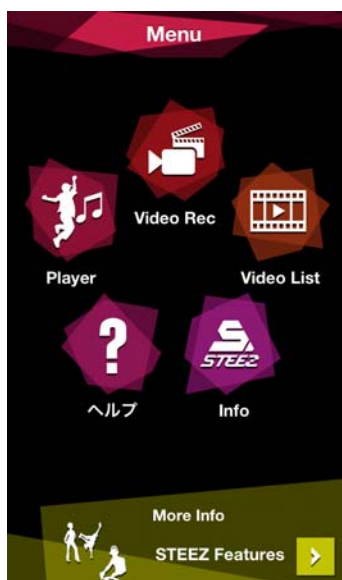 Menu
Video Rec
Player
Video List
?
S.
STEEZ
ヘルプ
Info
More Info
STEEZ Features